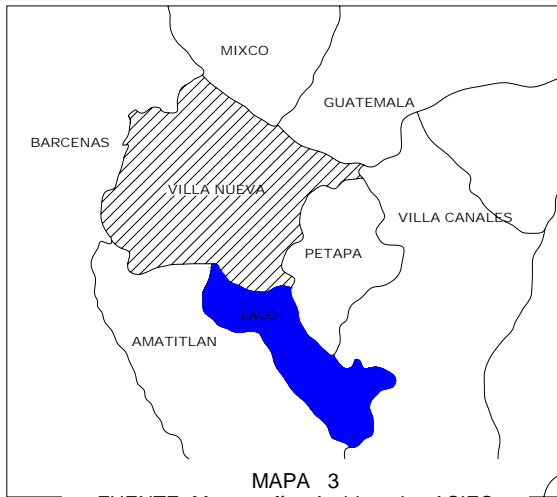 MIXCO
GUATEMALA
BARCENAS
VILLA NUEVA
VILLA CANALES
PETAPA
LAGO
AMATITLAN
MAPA 3